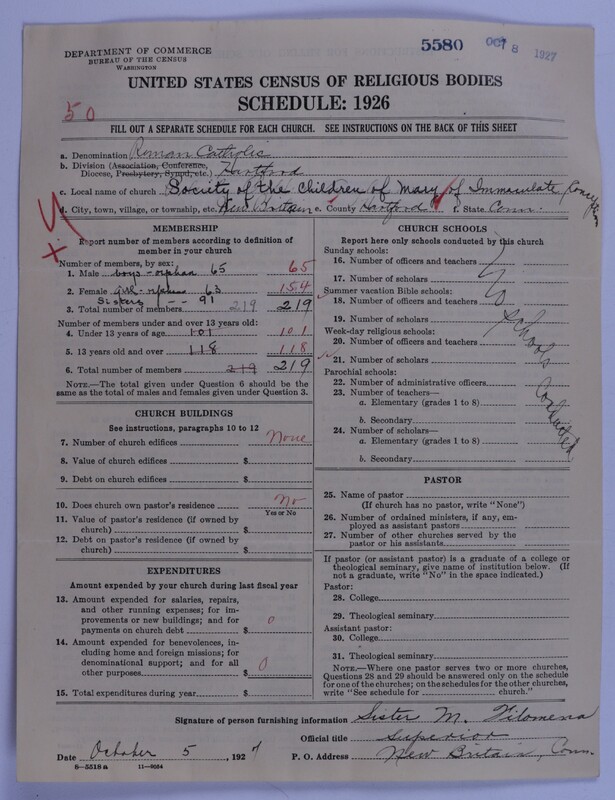 DEPARTMENT OF COMMERCE
BUREAU OF THE CENSUS
WASHINGTON
5580 OCT 8 1927
UNITED STATES CENSUS OF RELIGIOUS BODIES
SCHEDULE: 1926
50
FILL OUT A SEPARATE SCHEDULE FOR EACH CHURCH. SEE INSTRUCTIONS ON THE BACK OF THIS SHEET
a. Denomination Roman Catholic
b. Division (Association, Conference,
Diocese, Presbytery, Synod, etc.) Hartford
c. Local name of church Society of the Children of Mary of Immaculate Conception
d. City, town, village, or township, etc. New Britain e. County Hartford f. State Conn.
MEMBERSHIP
Report number of members according to definition of
member in your church
Number of members, by sex:
1. Male boys-orphan 65 65
2. Female girl-orphans 63 154
Sisters -- 91
3. Total number of members 219 219
Number of members and under 13 years old:
4. Under 13 years of age 101 101
5. 13 years old and over 118 118
6. Total number of members 219 219
NOTE.—The total given under Question 6 should be the
same as the total of males and females given under Question 3.
CHURCH BUILDINGS
See instructions, paragraphs 10 to 12
7. Number of church edifices None
8. Value of church edifices $
9. Debt on church edifices $
10. Does church own pastor's residence No
Yes or No
11. Value of pastor's residence (if owned by
church) $
12. Debt on pastor's residence (if owned by
church) $
EXPENDITURES
Amount expended by your church during last fiscal year
13. Amount expended for salaries, repairs,
and other running expenses; for im-
provements or new buildings; and for
payments on church debt $ 0
14. Amount expended for benevolences, in-
cluding home and foreign missions; for
denominational support; and for all
other purposes $ 0
15. Total expenditures during year $
CHURCH SCHOOLS
Report here only schools conducted by this church
Sunday schools:
16. Number of officers and teachers
17. Number of scholars
Summer vacation Bible schools:
18. Number of officers and teachers
19. Number of scholars
Week-day religious schools:
20. Number of officers and teachers
21. Number of scholars
Parochial schools:
22. Number of administrative officers
23. Number of teachers—
a. Elementary (grades 1 to 8)
b. Secondary
24. Number of scholars—
a. Elementary (grades 1 to 8)
b. Secondary
No schools conducted
PASTOR
25. Name of pastor
(If church has no pastor, write "None")
26. Number of ordained ministers, if any, em-
ployed as assistant pastors
27. Number of other churches served by the
pastor or his assistants
If pastor (or assistant pastor) is a graduate of a college or
theological seminary, give name of institution below. (If
not a graduate, write "No" in the space indicated.)
Pastor:
28. College
29. Theological seminary
Assistant pastor:
30. College
31. Theological seminary
NOTE.—Where one pastor serves two or more churches,
Questions 28 and 29 should be answered only on the schedule
for one of the churches; on the schedules for the other churches,
write "See schedule for church."
Signature of person furnishing information Sister M. Filomena
Official title Superior
Date October 5, 1927 P. O. Address New Britain, Conn.
8—5518a 11—9664